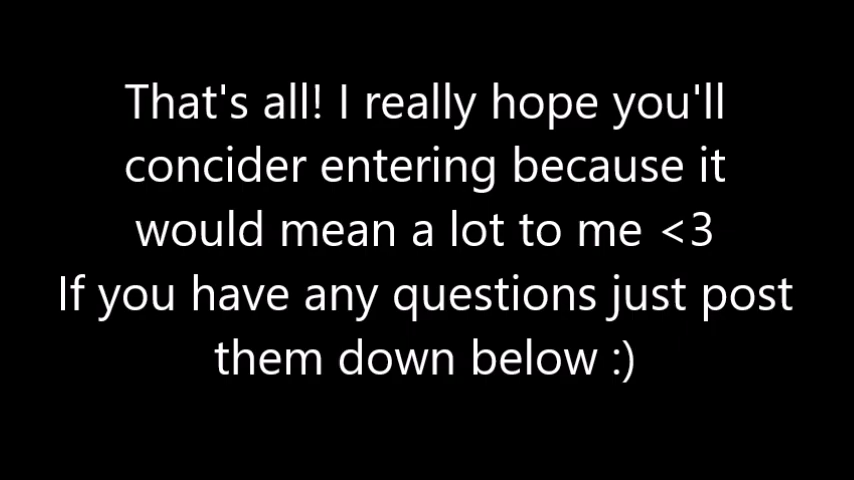 That's all! I really hope you'll
concider entering because it
would mean a lot to me <3
If you have any questions just post
them down below :)